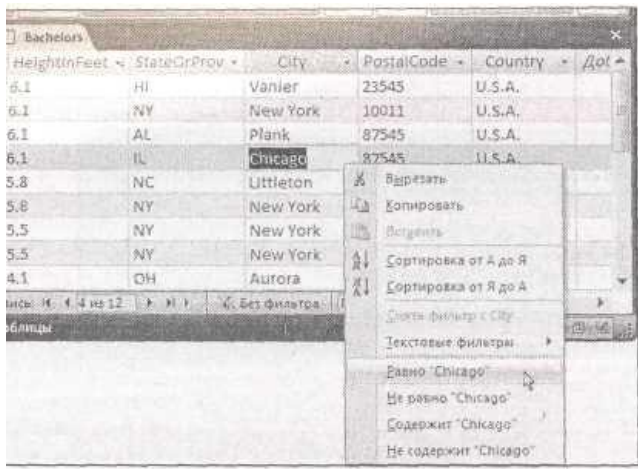 Bachelors
HeightInFeet StateOrProv City PostalCode Country Доб
6.1 HI Vanier 23545 U.S.A.
6.1 NY New York 10011 U.S.A.
6.1 AL Plank 87545 U.S.A.
6.1 IL Chicago 87545 U.S.A.
5.8 NC Littleton
5.8 NY New York
5.5 NY New York
5.5 NY New York
4.1 OH Aurora
пись: 4 из 12 Без фильтра
блицы
Вырезать
Копировать
Вставить
Сортировка от А до Я
Сортировка от Я до А
Снять фильтр с City
Текстовые фильтры
Равно "Chicago"
Не равно "Chicago"
Содержит "Chicago"
Не содержит "Chicago"